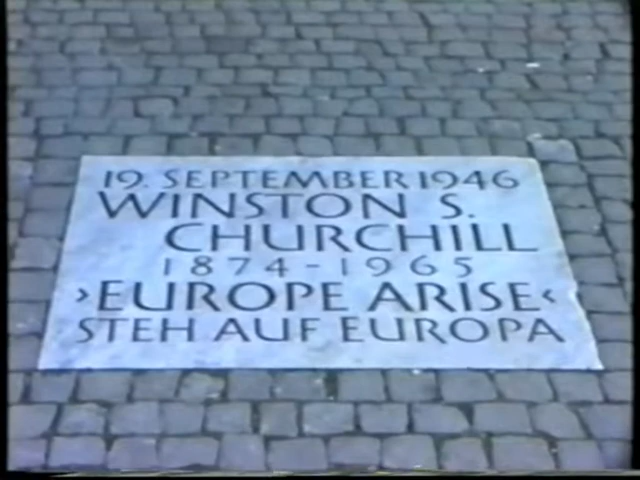 19. SEPTEMBER 1946
WINSTON S.
CHURCHILL
1874-1965
›EUROPE ARISE‹
STEH AUF EUROPA